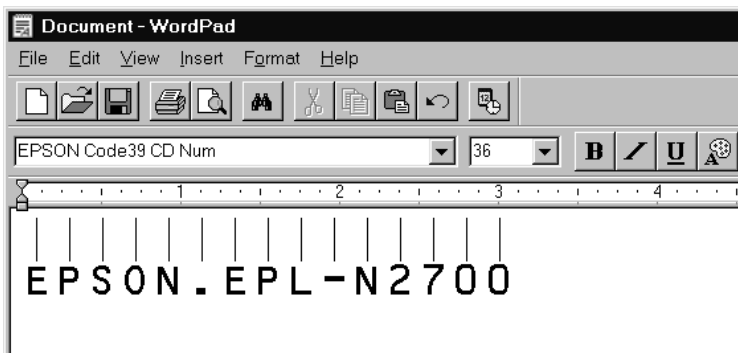 Document - WordPad
File Edit View Insert Format Help
EPSON Code39 CD Num 36 B I U A
1 2 3 4
EPSON.EPL-N2700